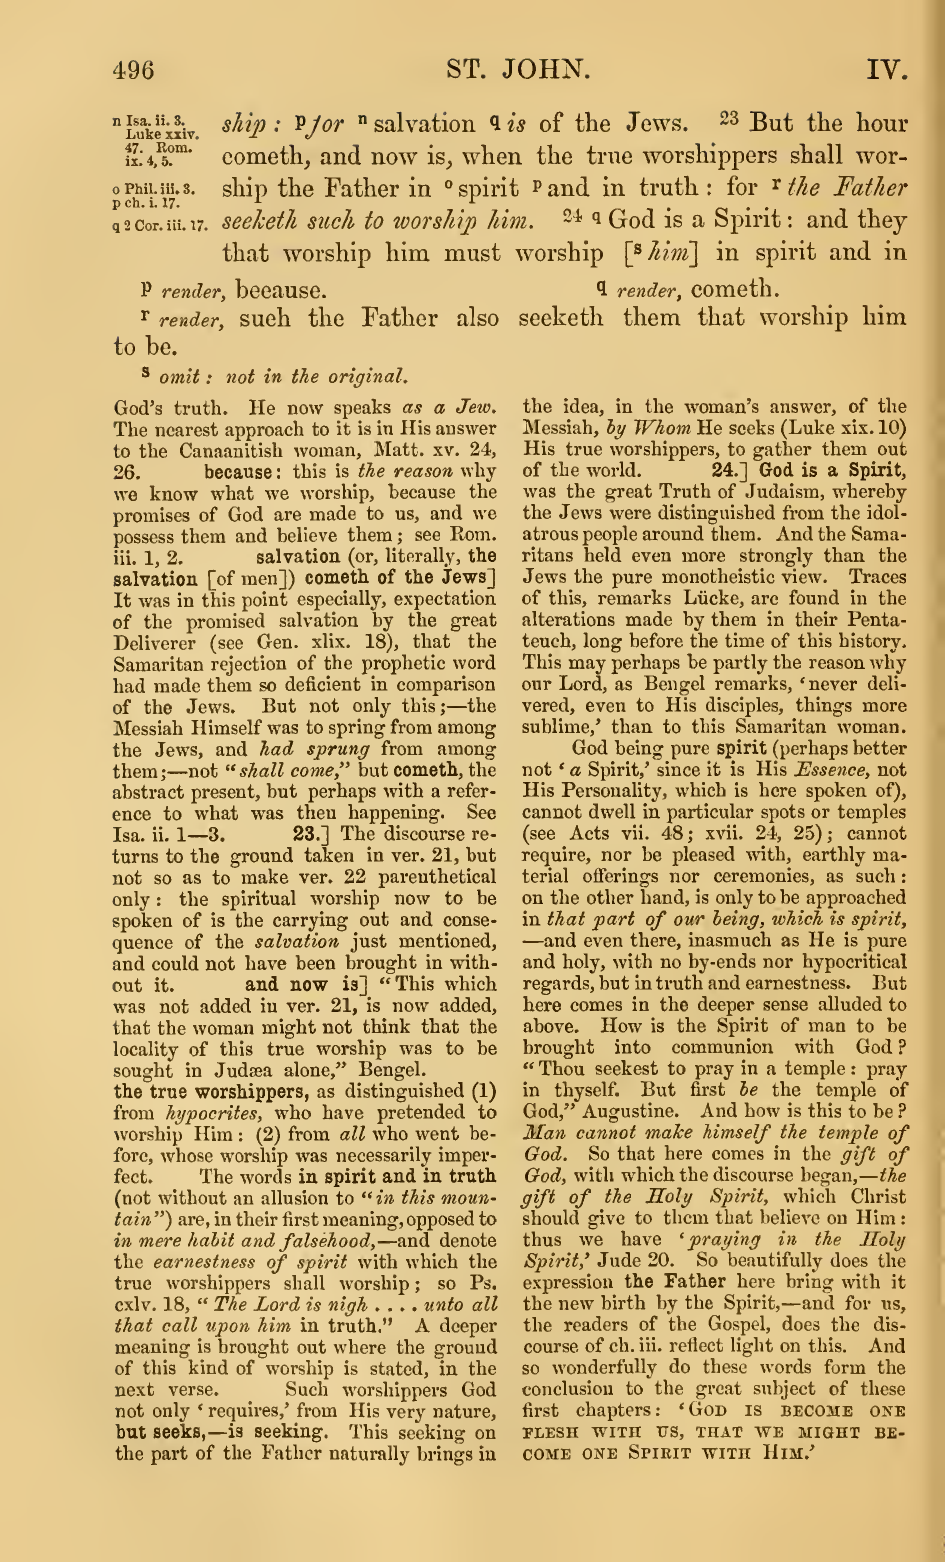 496 ST. JOHN. IV.
n Isa. ii. 3.
Luke xxiv.
47. Rom.
ix. 4, 5.
o Phil. iii. 3.
p ch. i. 17.
q 2 Cor. iii. 17.
ship : p for n salvation q is of the Jews. 23 But the hour
cometh, and now is, when the true worshippers shall wor-
ship the Father in o spirit p and in truth : for r the Father
seeketh such to worship him. 24 q God is a Spirit : and they
that worship him must worship [s him] in spirit and in
p render, because. q render, cometh.
r render, such the Father also seeketh them that worship him
to be.
s omit : not in the original.
God's truth. He now speaks as a Jew.
The nearest approach to it is in His answer
to the Canaanitish woman, Matt. xv. 24,
26. because: this is the reason why
we know what we worship, because the
promises of God are made to us, and we
possess them and believe them; see Rom.
iii. 1, 2. salvation (or, literally, the
salvation [of men]) cometh of the Jews]
It was in this point especially, expectation
of the promised salvation by the great
Deliverer (see Gen. xlix. 18), that the
Samaritan rejection of the prophetic word
had made them so deficient in comparison
of the Jews. But not only this;—the
Messiah Himself was to spring from among
the Jews, and had sprung from among
them;—not "shall come," but cometh, the
abstract present, but perhaps with a refer-
ence to what was then happening. See
Isa. ii. 1—3. 23.] The discourse re-
turns to the ground taken in ver. 21, but
not so as to make ver. 22 parenthetical
only : the spiritual worship now to be
spoken of is the carrying out and conse-
quence of the salvation just mentioned,
and could not have been brought in with-
out it. and now is] "This which
was not added in ver. 21, is now added,
that the woman might not think that the
locality of this true worship was to be
sought in Judæa alone," Bengel.
the true worshippers, as distinguished (1)
from hypocrites, who have pretended to
worship Him : (2) from all who went be-
fore, whose worship was necessarily imper-
fect. The words in spirit and in truth
(not without an allusion to "in this moun-
tain") are, in their first meaning, opposed to
in mere habit and falsehood,—and denote
the earnestness of spirit with which the
true worshippers shall worship ; so Ps.
cxlv. 18, "The Lord is nigh . . . . unto all
that call upon him in truth." A deeper
meaning is brought out where the ground
of this kind of worship is stated, in the
next verse. Such worshippers God
not only 'requires,' from His very nature,
but seeks,—is seeking. This seeking on
the part of the Father naturally brings in
the idea, in the woman's answer, of the
Messiah, by Whom He seeks (Luke xix. 10)
His true worshippers, to gather them out
of the world. 24.] God is a Spirit,
was the great Truth of Judaism, whereby
the Jews were distinguished from the idol-
atrous people around them. And the Sama-
ritans held even more strongly than the
Jews the pure monotheistic view. Traces
of this, remarks Lücke, are found in the
alterations made by them in their Penta-
teuch, long before the time of this history.
This may perhaps be partly the reason why
our Lord, as Bengel remarks, 'never deli-
vered, even to His disciples, things more
sublime,' than to this Samaritan woman.
God being pure spirit (perhaps better
not 'a Spirit,' since it is His Essence, not
His Personality, which is here spoken of),
cannot dwell in particular spots or temples
(see Acts vii. 48; xvii. 24, 25); cannot
require, nor be pleased with, earthly ma-
terial offerings nor ceremonies, as such :
on the other hand, is only to be approached
in that part of our being, which is spirit,
—and even there, inasmuch as He is pure
and holy, with no by-ends nor hypocritical
regards, but in truth and earnestness. But
here comes in the deeper sense alluded to
above. How is the Spirit of man to be
brought into communion with God ?
"Thou seekest to pray in a temple : pray
in thyself. But first be the temple of
God," Augustine. And how is this to be ?
Man cannot make himself the temple of
God. So that here comes in the gift of
God, with which the discourse began,—the
gift of the Holy Spirit, which Christ
should give to them that believe on Him :
thus we have 'praying in the Holy
Spirit,' Jude 20. So beautifully does the
expression the Father here bring with it
the new birth by the Spirit,—and for us,
the readers of the Gospel, does the dis-
course of ch. iii. reflect light on this. And
so wonderfully do these words form the
conclusion to the great subject of these
first chapters : 'GOD IS BECOME ONE
FLESH WITH US, THAT WE MIGHT BE-
COME ONE SPIRIT WITH HIM.'